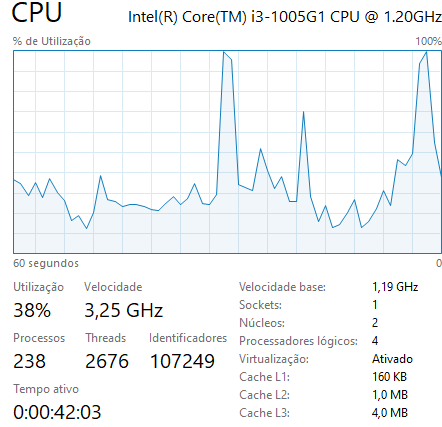 CPU Intel(R) Core(TM) i3-1005G1 CPU @ 1.20GHz
% de Utilização 100%
60 segundos 0
Utilização Velocidade
38% 3,25 GHz
Processos Threads Identificadores
238 2676 107249
Tempo ativo
0:00:42:03
Velocidade base: 1,19 GHz
Sockets: 1
Núcleos: 2
Processadores lógicos: 4
Virtualização: Ativado
Cache L1: 160 KB
Cache L2: 1,0 MB
Cache L3: 4,0 MB